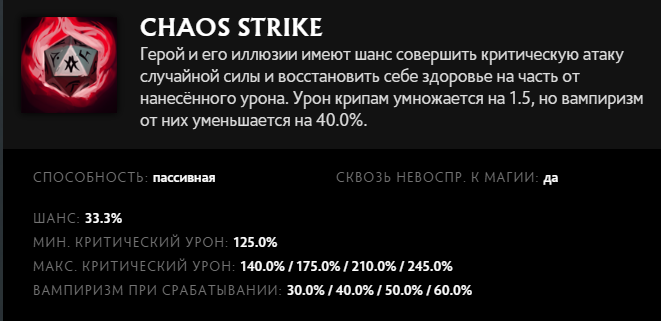 CHAOS STRIKE
Герой и его иллюзии имеют шанс совершить критическую атаку
случайной силы и восстановить себе здоровье на часть от
нанесённого урона. Урон крипам умножается на 1.5, но вампиризм
от них уменьшается на 40.0%.
СПОСОБНОСТЬ: пассивная СКВОЗЬ НЕВОСПР. К МАГИИ: да
ШАНС: 33.3%
МИН. КРИТИЧЕСКИЙ УРОН: 125.0%
МАКС. КРИТИЧЕСКИЙ УРОН: 140.0% / 175.0% / 210.0% / 245.0%
ВАМПИРИЗМ ПРИ СРАБАТЫВАНИИ: 30.0% / 40.0% / 50.0% / 60.0%